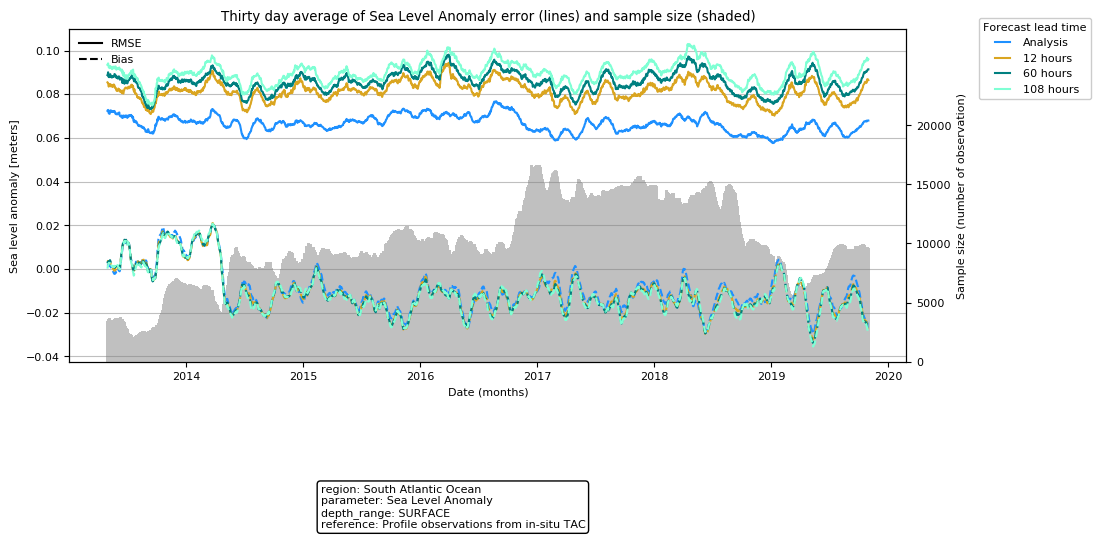 Thirty day average of Sea Level Anomaly error (lines) and sample size (shaded)
RMSE
Bias
Forecast lead time
Analysis
12 hours
60 hours
108 hours
Sea level anomaly [meters]
0.10
0.08
0.06
0.04
0.02
0.00
−0.02
−0.04
20000
15000
10000
5000
0
Sample size (number of observation)
2014 2015 2016 2017 2018 2019 2020
Date (months)
region: South Atlantic Ocean
parameter: Sea Level Anomaly
depth_range: SURFACE
reference: Profile observations from in-situ TAC